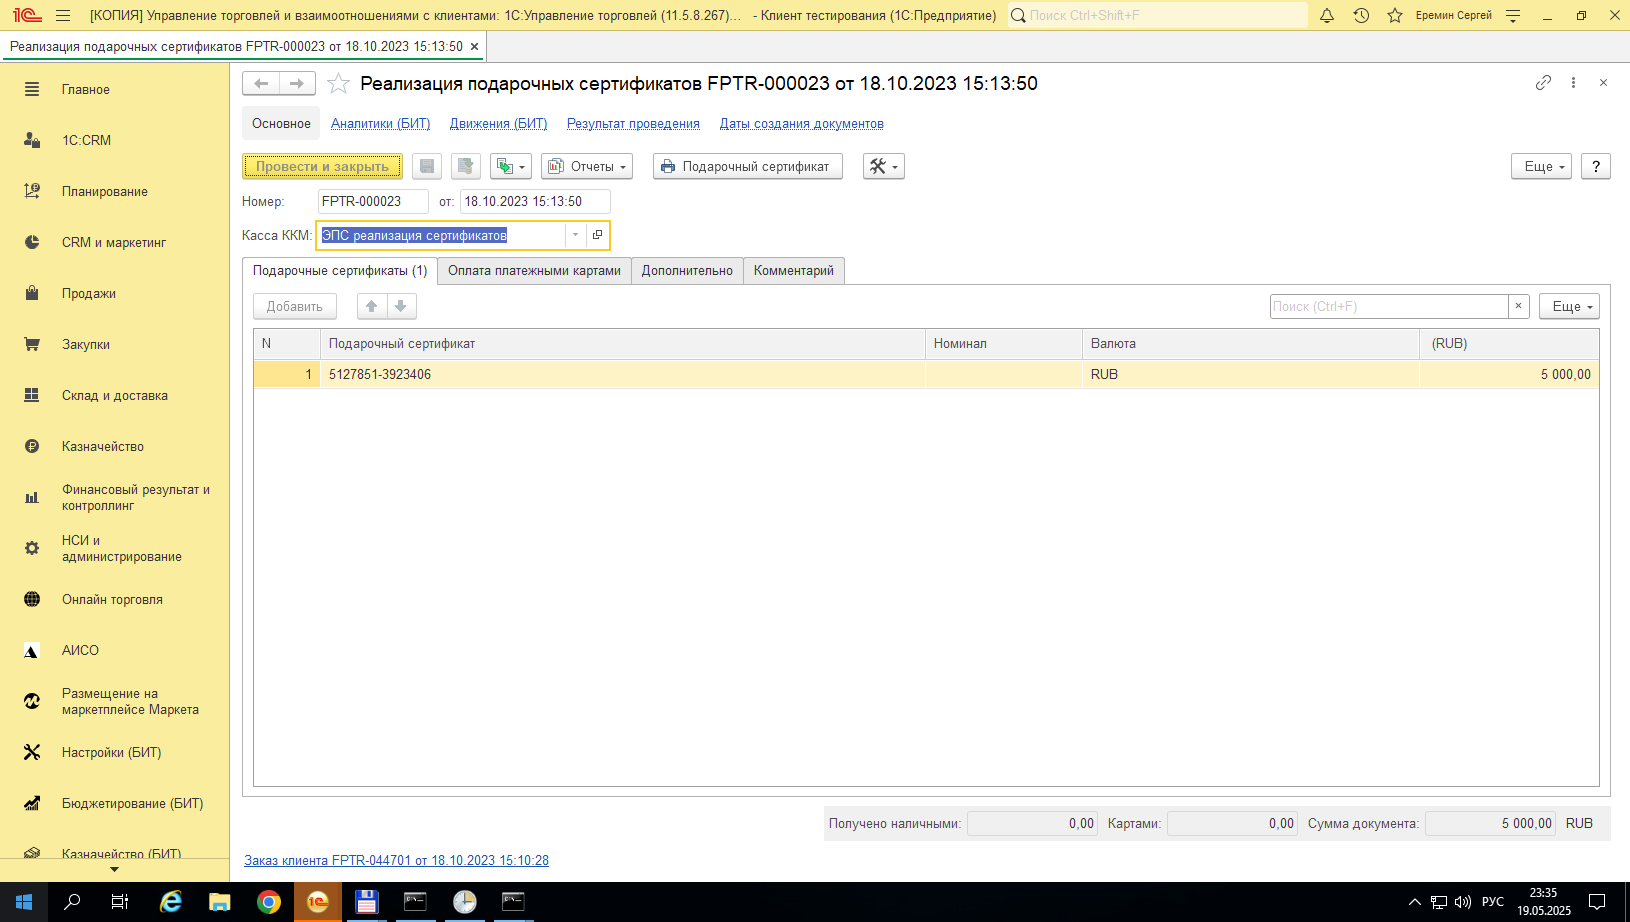 [КОПИЯ] Управление торговлей и взаимоотношениями с клиентами: 1С:Управление торговлей (11.5.8.267)... - Клиент тестирования (1С:Предприятие)
Поиск Ctrl+Shift+F
Еремин Сергей
Реализация подарочных сертификатов FPTR-000023 от 18.10.2023 15:13:50 ×
Главное
1С:CRM
Планирование
CRM и маркетинг
Продажи
Закупки
Склад и доставка
Казначейство
Финансовый результат и
контроллинг
НСИ и
администрирование
Онлайн торговля
АИСО
Размещение на
маркетплейсе Маркета
Настройки (БИТ)
Бюджетирование (БИТ)
Казначейство (БИТ)
Реализация подарочных сертификатов FPTR-000023 от 18.10.2023 15:13:50
Основное Аналитики (БИТ) Движения (БИТ) Результат проведения Даты создания документов
Провести и закрыть Отчеты Подарочный сертификат Еще ?
Номер: FPTR-000023 от: 18.10.2023 15:13:50
Касса ККМ: ЭПС реализация сертификатов
Подарочные сертификаты (1) Оплата платежными картами Дополнительно Комментарий
Добавить Поиск (Ctrl+F) × Еще
N Подарочный сертификат Номинал Валюта (RUB)
1 5127851-3923406 RUB 5 000,00
Получено наличными: 0,00 Картами: 0,00 Сумма документа: 5 000,00 RUB
Заказ клиента FPTR-044701 от 18.10.2023 15:10:28
РУС
23:35
19.05.2025